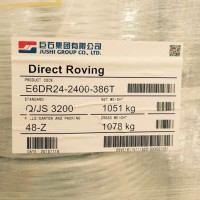 巨石集团有限公司
JUSHI GROUP CO., LTD.
Direct Roving
PRODUCT CODE
E6DR24-2400-386T
STANDARD NET WEIGHT
Q/JS 3200 1051 kg
GROSS WEIGHT
48-Z 1078 kg